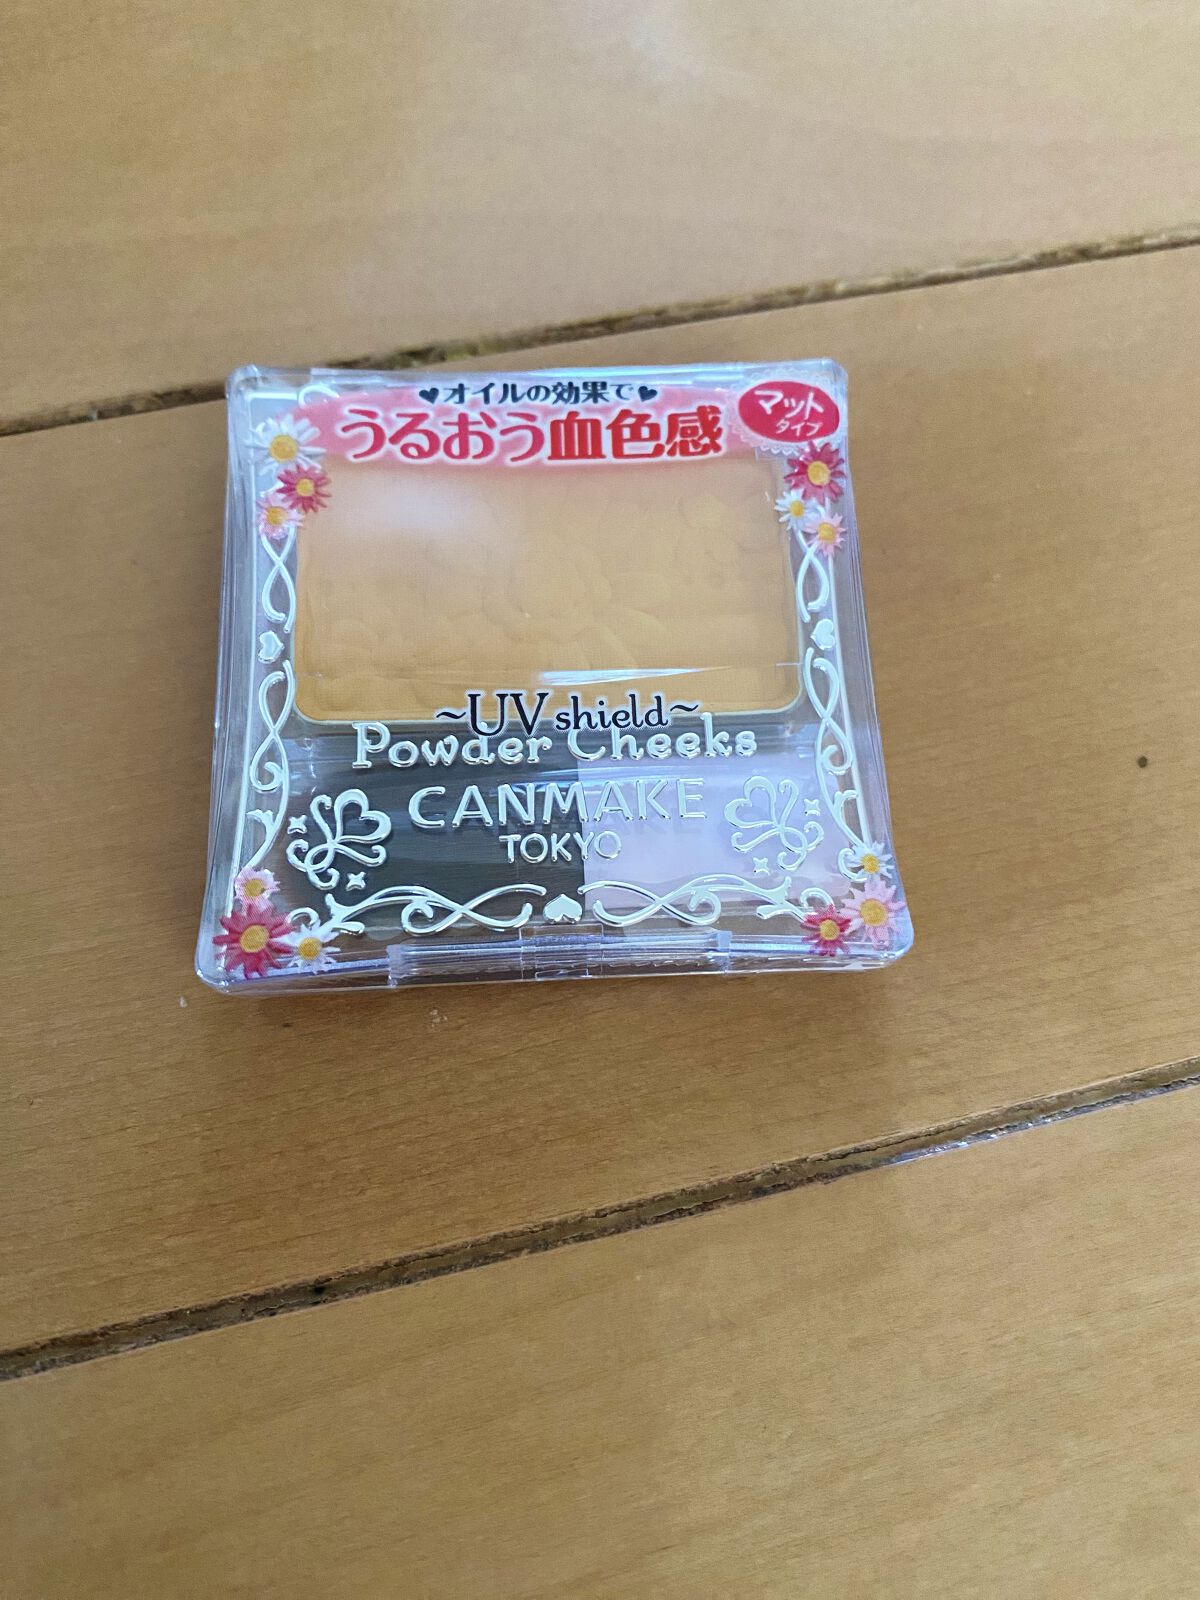 ♥オイルの効果で♥
うるおう血色感
マット
タイプ
~UV shield~
Powder Cheeks
CANMAKE
TOKYO